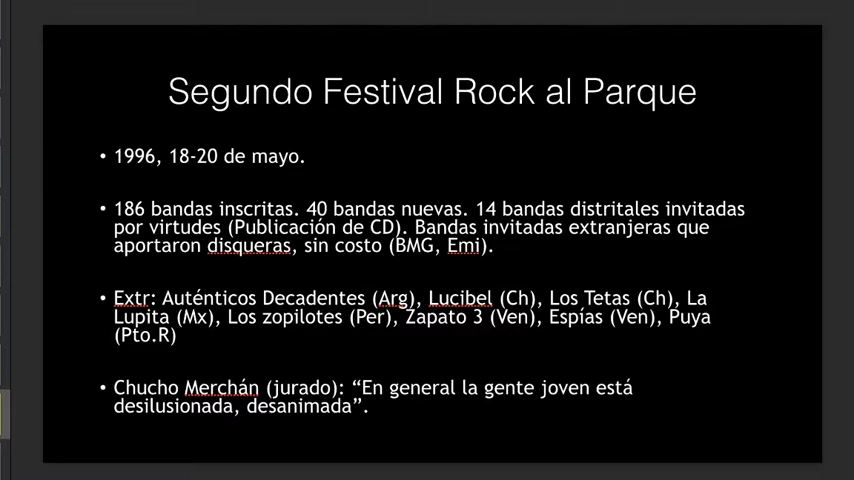 Segundo Festival Rock al Parque
• 1996, 18-20 de mayo.
• 186 bandas inscritas. 40 bandas nuevas. 14 bandas distritales invitadas
por virtudes (Publicación de CD). Bandas invitadas extranjeras que
aportaron disqueras, sin costo (BMG, Emi).
• Extr: Auténticos Decadentes (Arg), Lucibel (Ch), Los Tetas (Ch), La
Lupita (Mx), Los zopilotes (Per), Zapato 3 (Ven), Espías (Ven), Puya
(Pto.R)
• Chucho Merchán (jurado): “En general la gente joven está
desilusionada, desanimada”.